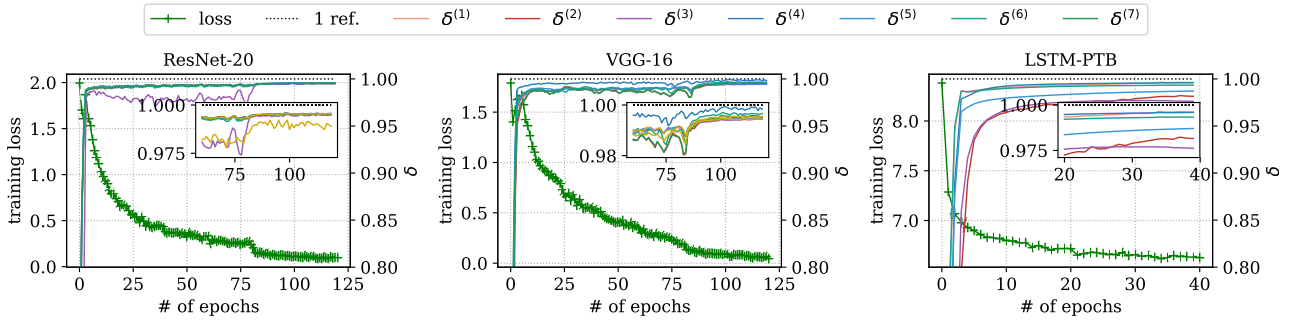 loss 1 ref. δ(1) δ(2) δ(3) δ(4) δ(5) δ(6) δ(7)
ResNet-20
training loss
2.0
1.5
1.0
0.5
0.0
1.00
0.95
0.90
0.85
0.80
δ
1.000
0.975
75 100
0 25 50 75 100 125
# of epochs
VGG-16
training loss
1.5
1.0
0.5
0.0
1.00
0.95
0.90
0.85
0.80
δ
1.00
0.98
75 100
0 25 50 75 100 125
# of epochs
LSTM-PTB
training loss
8.0
7.5
7.0
1.00
0.95
0.90
0.85
0.80
δ
1.000
0.975
20 30 40
0 10 20 30 40
# of epochs